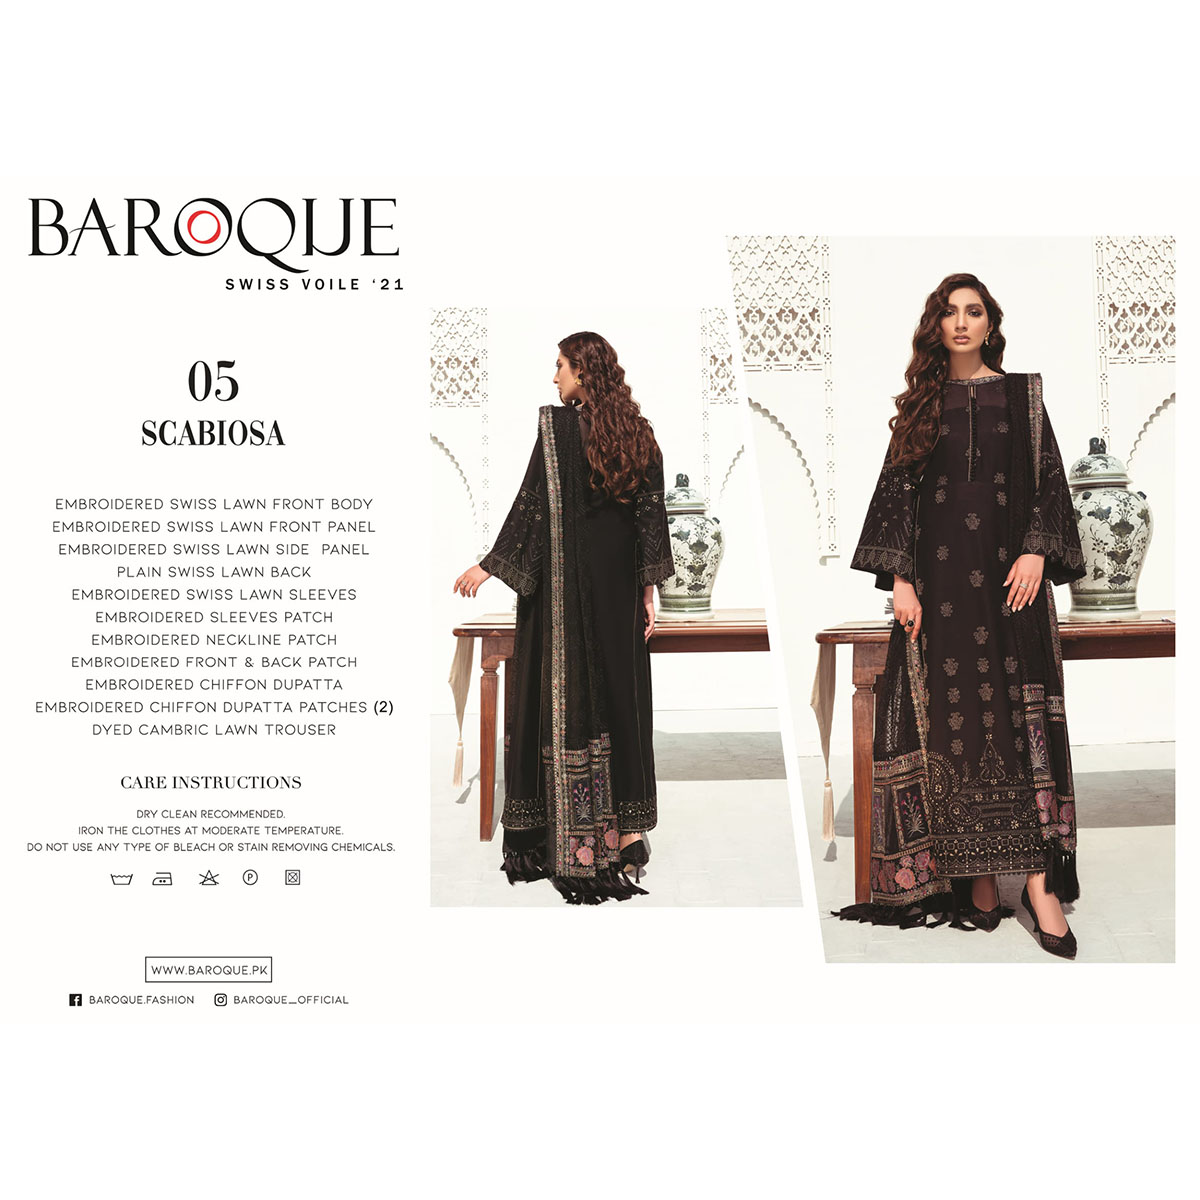 BAROQUE
SWISS VOILE ‘21
05
SCABIOSA
EMBROIDERED SWISS LAWN FRONT BODY
EMBROIDERED SWISS LAWN FRONT PANEL
EMBROIDERED SWISS LAWN SIDE PANEL
PLAIN SWISS LAWN BACK
EMBROIDERED SWISS LAWN SLEEVES
EMBROIDERED SLEEVES PATCH
EMBROIDERED NECKLINE PATCH
EMBROIDERED FRONT & BACK PATCH
EMBROIDERED CHIFFON DUPATTA
EMBROIDERED CHIFFON DUPATTA PATCHES (2)
DYED CAMBRIC LAWN TROUSER
CARE INSTRUCTIONS
DRY CLEAN RECOMMENDED.
IRON THE CLOTHES AT MODERATE TEMPERATURE.
DO NOT USE ANY TYPE OF BLEACH OR STAIN REMOVING CHEMICALS.
P
WWW.BAROQUE.PK
BAROQUE.FASHION BAROQUE_OFFICIAL